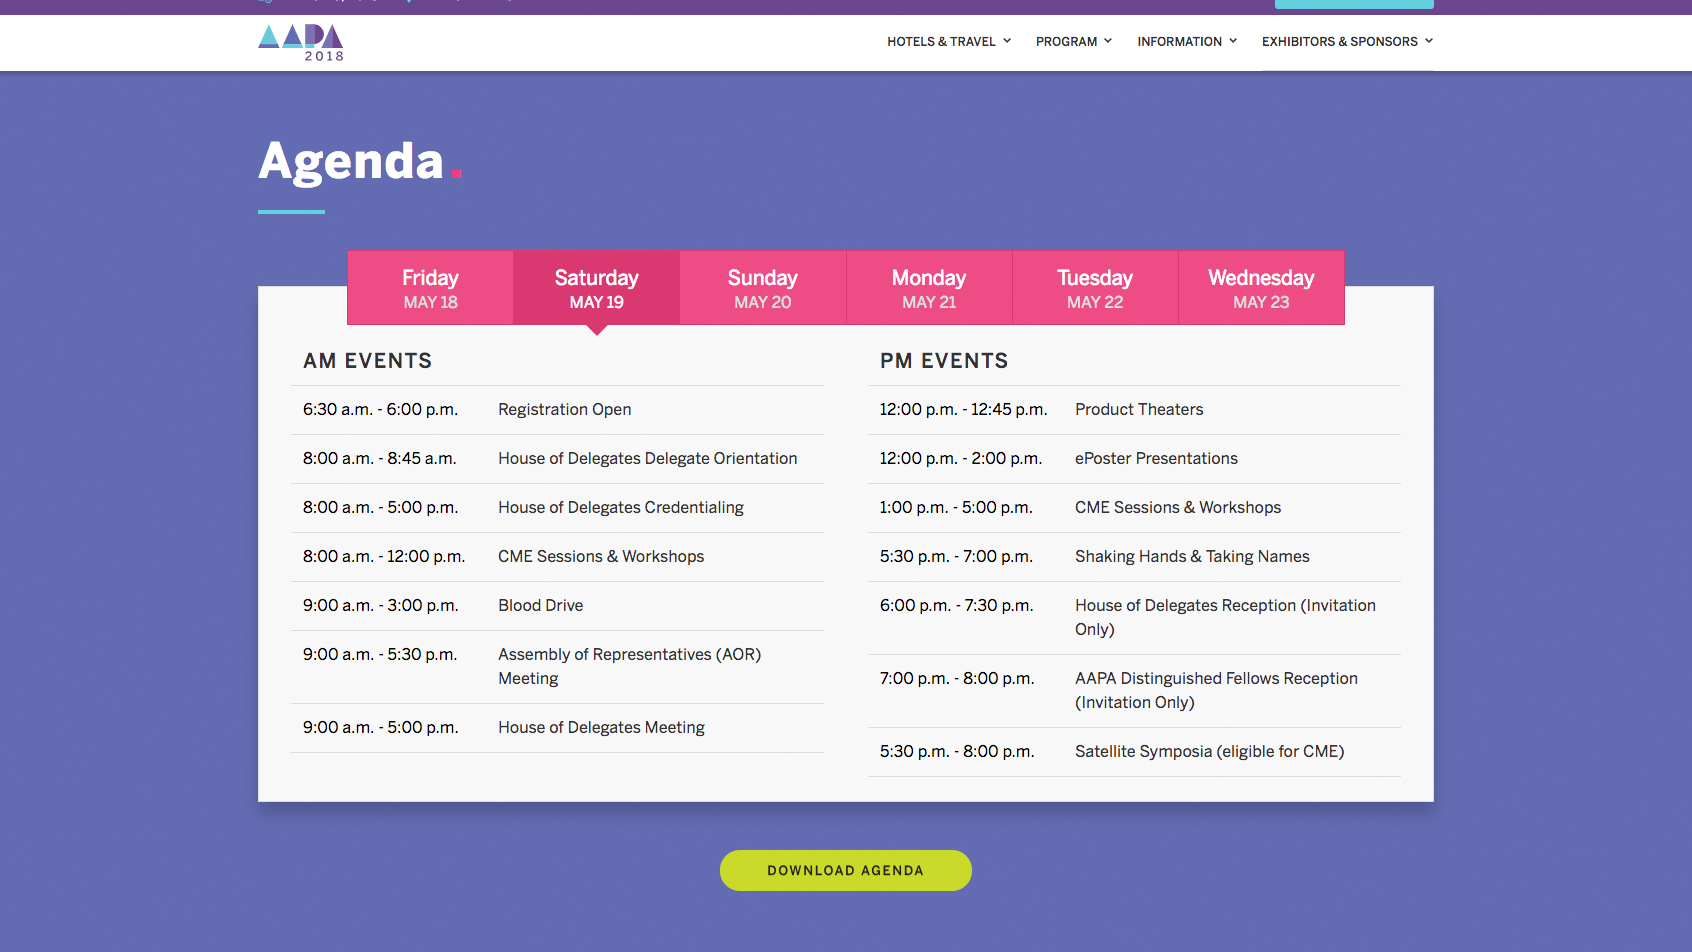 AAPA
2018
HOTELS & TRAVEL
PROGRAM
INFORMATION
EXHIBITORS & SPONSORS
Agenda.
Friday
MAY 18
Saturday
MAY 19
Sunday
MAY 20
Monday
MAY 21
Tuesday
MAY 22
Wednesday
MAY 23
AM EVENTS
6:30 a.m. - 6:00 p.m. Registration Open
8:00 a.m. - 8:45 a.m. House of Delegates Delegate Orientation
8:00 a.m. - 5:00 p.m. House of Delegates Credentialing
8:00 a.m. - 12:00 p.m. CME Sessions & Workshops
9:00 a.m. - 3:00 p.m. Blood Drive
9:00 a.m. - 5:30 p.m. Assembly of Representatives (AOR)
Meeting
9:00 a.m. - 5:00 p.m. House of Delegates Meeting
PM EVENTS
12:00 p.m. - 12:45 p.m. Product Theaters
12:00 p.m. - 2:00 p.m. ePoster Presentations
1:00 p.m. - 5:00 p.m. CME Sessions & Workshops
5:30 p.m. - 7:00 p.m. Shaking Hands & Taking Names
6:00 p.m. - 7:30 p.m. House of Delegates Reception (Invitation
Only)
7:00 p.m. - 8:00 p.m. AAPA Distinguished Fellows Reception
(Invitation Only)
5:30 p.m. - 8:00 p.m. Satellite Symposia (eligible for CME)
DOWNLOAD AGENDA